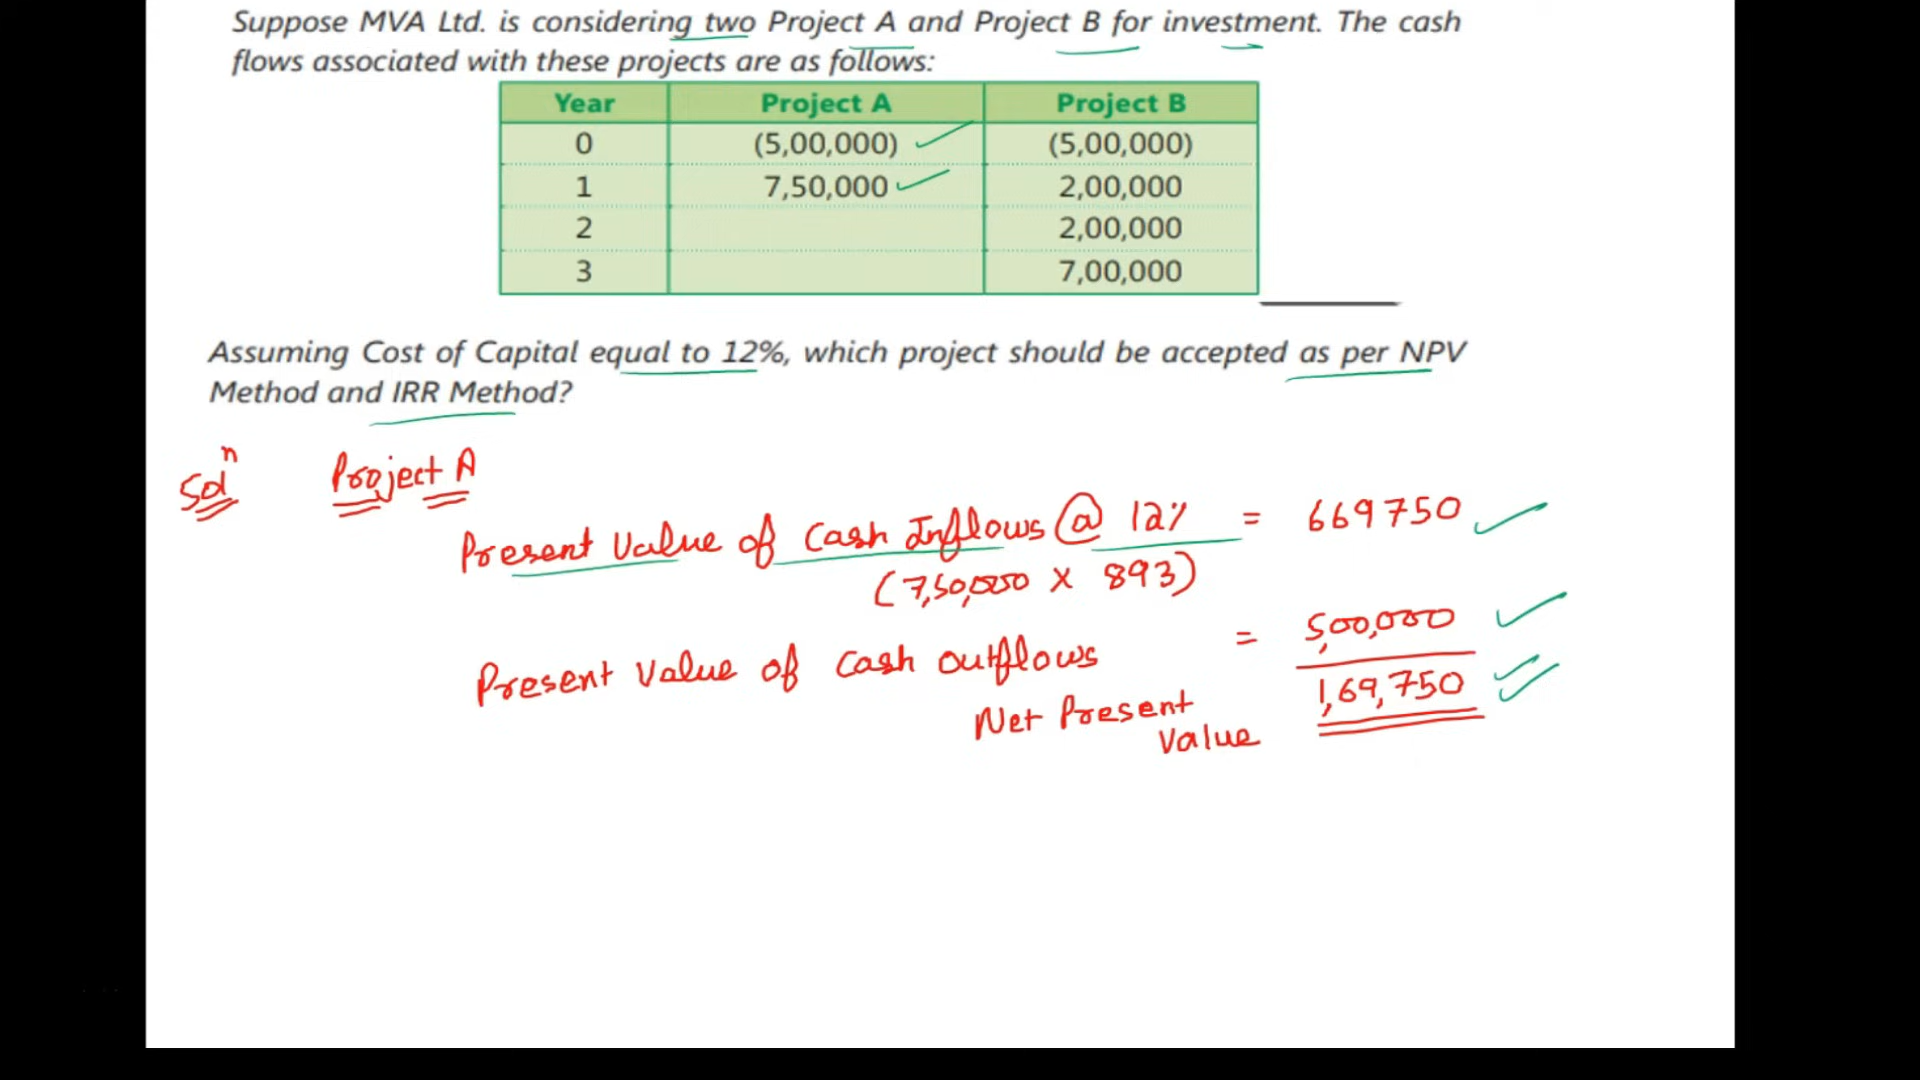 Suppose MVA Ltd. is considering two Project A and Project B for investment. The cash
flows associated with these projects are as follows:
Year Project A Project B
0 (5,00,000) (5,00,000)
1 7,50,000 2,00,000
2 2,00,000
3 7,00,000
Assuming Cost of Capital equal to 12%, which project should be accepted as per NPV
Method and IRR Method?
Solⁿ Project A
Present Value of Cash Inflows @ 12% = 669750
(7,50,000 x 893)
Present Value of Cash Outflows = 5,00,000
Net Present Value 1,69,750